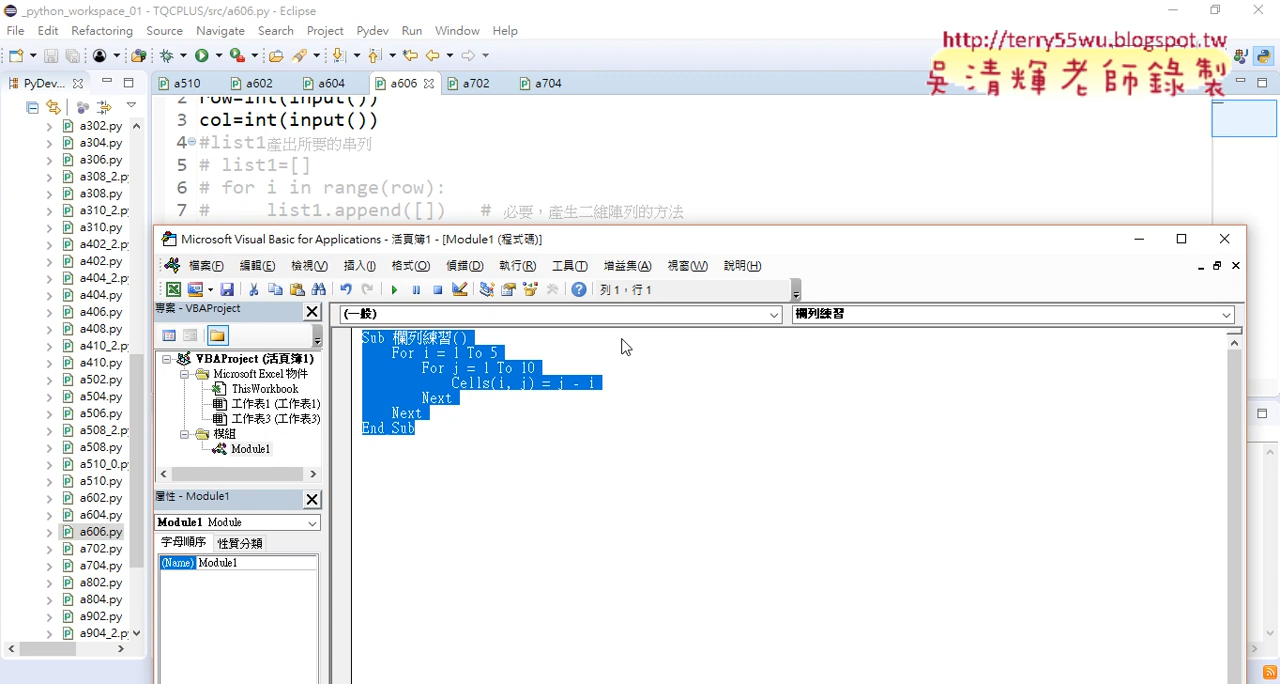 _python_workspace_01 - TQCPLUS/src/a606.py - Eclipse
File Edit Refactoring Source Navigate Search Project Pydev Run Window Help
http://terry55wu.blogspot.tw
吳清輝老師錄製
PyDev...
a510 a602 a604 a606 a702 a704
2 row=int(input())
3 col=int(input())
4 #list1產出所要的串列
5 # list1=[]
6 # for i in range(row):
7 # list1.append([]) # 必要，產生二維陣列的方法
a302.py
a304.py
a306.py
a308_2.p
a308.py
a310_2.p
a310.py
a402_2.p
a402.py
a404_2.p
a404.py
a406.py
a408.py
a410_2.p
a410.py
a502.py
a504.py
a506.py
a508_2.p
a508.py
a510_0.p
a510.py
a602.py
a604.py
a606.py
a702.py
a704.py
a802.py
a804.py
a902.py
a904_2.p
Microsoft Visual Basic for Applications - 活頁簿1 - [Module1 (程式碼)]
檔案(F) 編輯(E) 檢視(V) 插入(I) 格式(O) 偵錯(D) 執行(R) 工具(T) 增益集(A) 視窗(W) 說明(H)
列 1，行 1
專案 - VBAProject
VBAProject (活頁簿1)
Microsoft Excel 物件
ThisWorkbook
工作表1 (工作表1)
工作表3 (工作表3)
模組
Module1
屬性 - Module1
Module1 Module
字母順序 性質分類
(Name) Module1
(一般) 欄列練習
Sub 欄列練習()
For i = 1 To 5
For j = 1 To 10
Cells(i, j) = j - i
Next
Next
End Sub